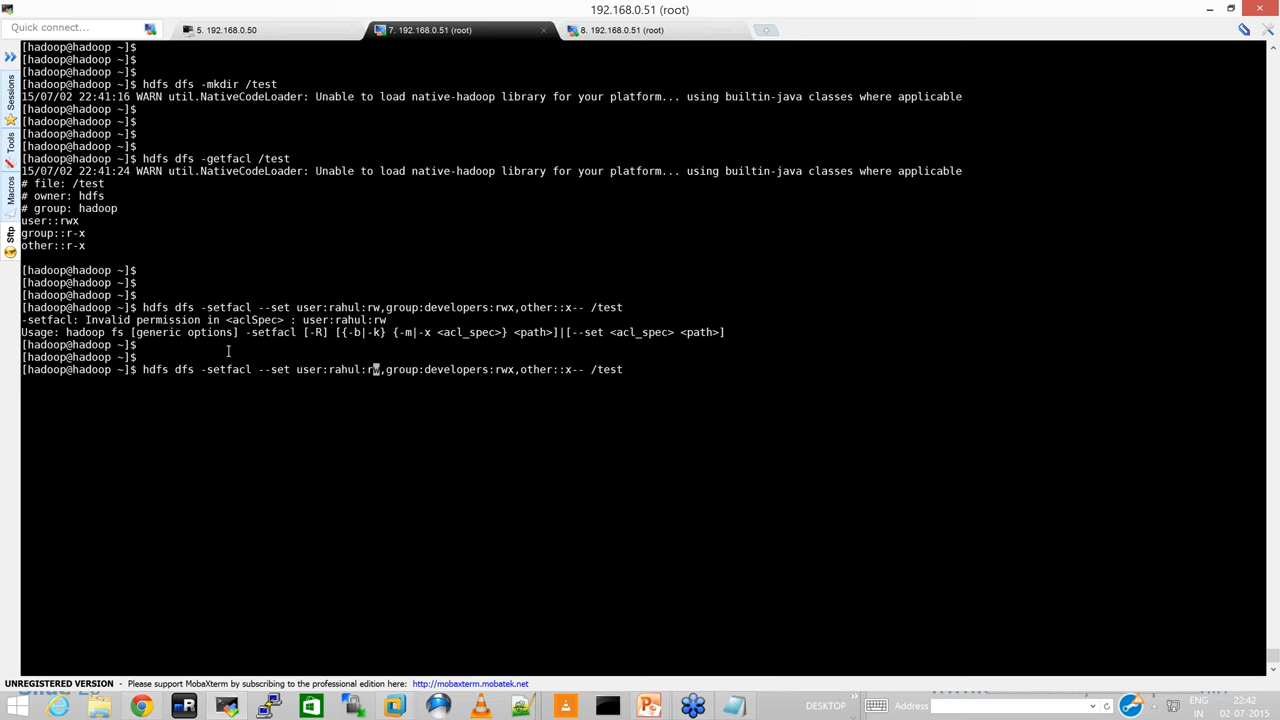 192.168.0.51 (root)
Quick connect...
5. 192.168.0.50
7. 192.168.0.51 (root)
8. 192.168.0.51 (root)
Sessions
Tools
Macros
Sftp
[hadoop@hadoop ~]$
[hadoop@hadoop ~]$
[hadoop@hadoop ~]$
[hadoop@hadoop ~]$ hdfs dfs -mkdir /test
15/07/02 22:41:16 WARN util.NativeCodeLoader: Unable to load native-hadoop library for your platform... using builtin-java classes where applicable
[hadoop@hadoop ~]$
[hadoop@hadoop ~]$
[hadoop@hadoop ~]$
[hadoop@hadoop ~]$
[hadoop@hadoop ~]$ hdfs dfs -getfacl /test
15/07/02 22:41:24 WARN util.NativeCodeLoader: Unable to load native-hadoop library for your platform... using builtin-java classes where applicable
# file: /test
# owner: hdfs
# group: hadoop
user::rwx
group::r-x
other::r-x
[hadoop@hadoop ~]$
[hadoop@hadoop ~]$
[hadoop@hadoop ~]$
[hadoop@hadoop ~]$ hdfs dfs -setfacl --set user:rahul:rw,group:developers:rwx,other::x-- /test
-setfacl: Invalid permission in <aclSpec> : user:rahul:rw
Usage: hadoop fs [generic options] -setfacl [-R] [{-b|-k} {-m|-x <acl_spec>} <path>]|[--set <acl_spec> <path>]
[hadoop@hadoop ~]$
[hadoop@hadoop ~]$
[hadoop@hadoop ~]$ hdfs dfs -setfacl --set user:rahul:rw,group:developers:rwx,other::x-- /test
UNREGISTERED VERSION - Please support MobaXterm by subscribing to the professional edition here: http://mobaxterm.mobatek.net
DESKTOP
Address
ENG
IN
22:42
02-07-2015